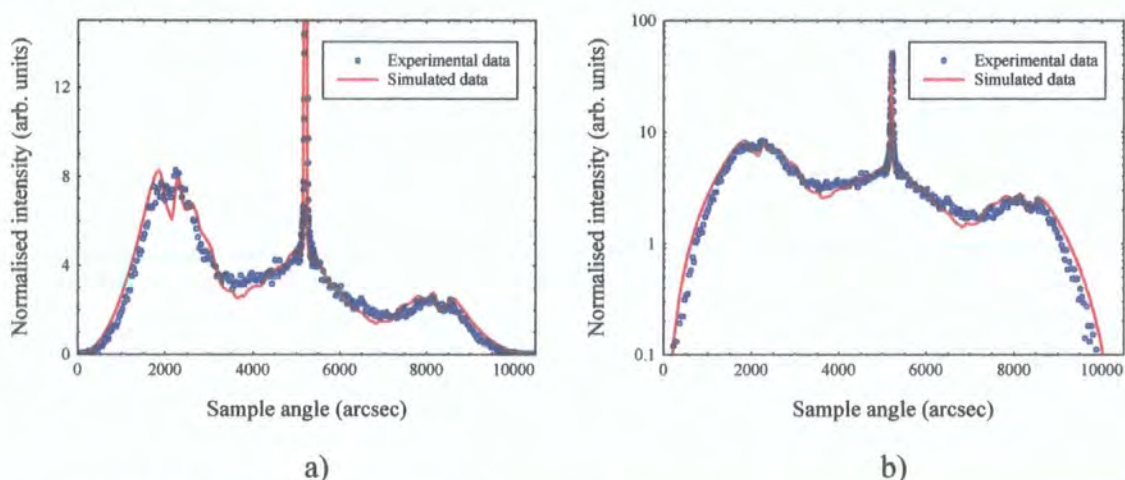 Normalised intensity (arb. units)
12
8
4
0
0
2000
4000
6000
8000
10000
Experimental data
Simulated data
Sample angle (arcsec)
a)
Normalised intensity (arb. units)
100
10
1
0.1
0
2000
4000
6000
8000
10000
Experimental data
Simulated data
Sample angle (arcsec)
b)